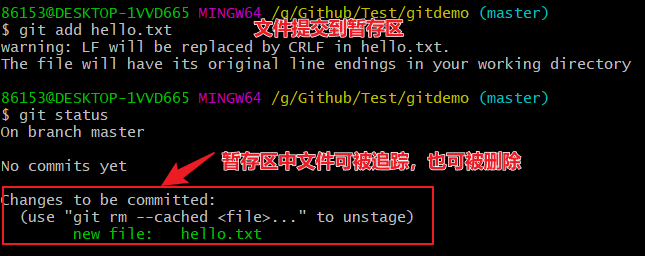 86153@DESKTOP-1VVD665 MINGW64 /g/Github/Test/gitdemo (master)
$ git add hello.txt
文件提交到暂存区
warning: LF will be replaced by CRLF in hello.txt.
The file will have its original line endings in your working directory
86153@DESKTOP-1VVD665 MINGW64 /g/Github/Test/gitdemo (master)
$ git status
On branch master
No commits yet
暂存区中文件可被追踪，也可被删除
Changes to be committed:
(use "git rm --cached <file>..." to unstage)
new file: hello.txt